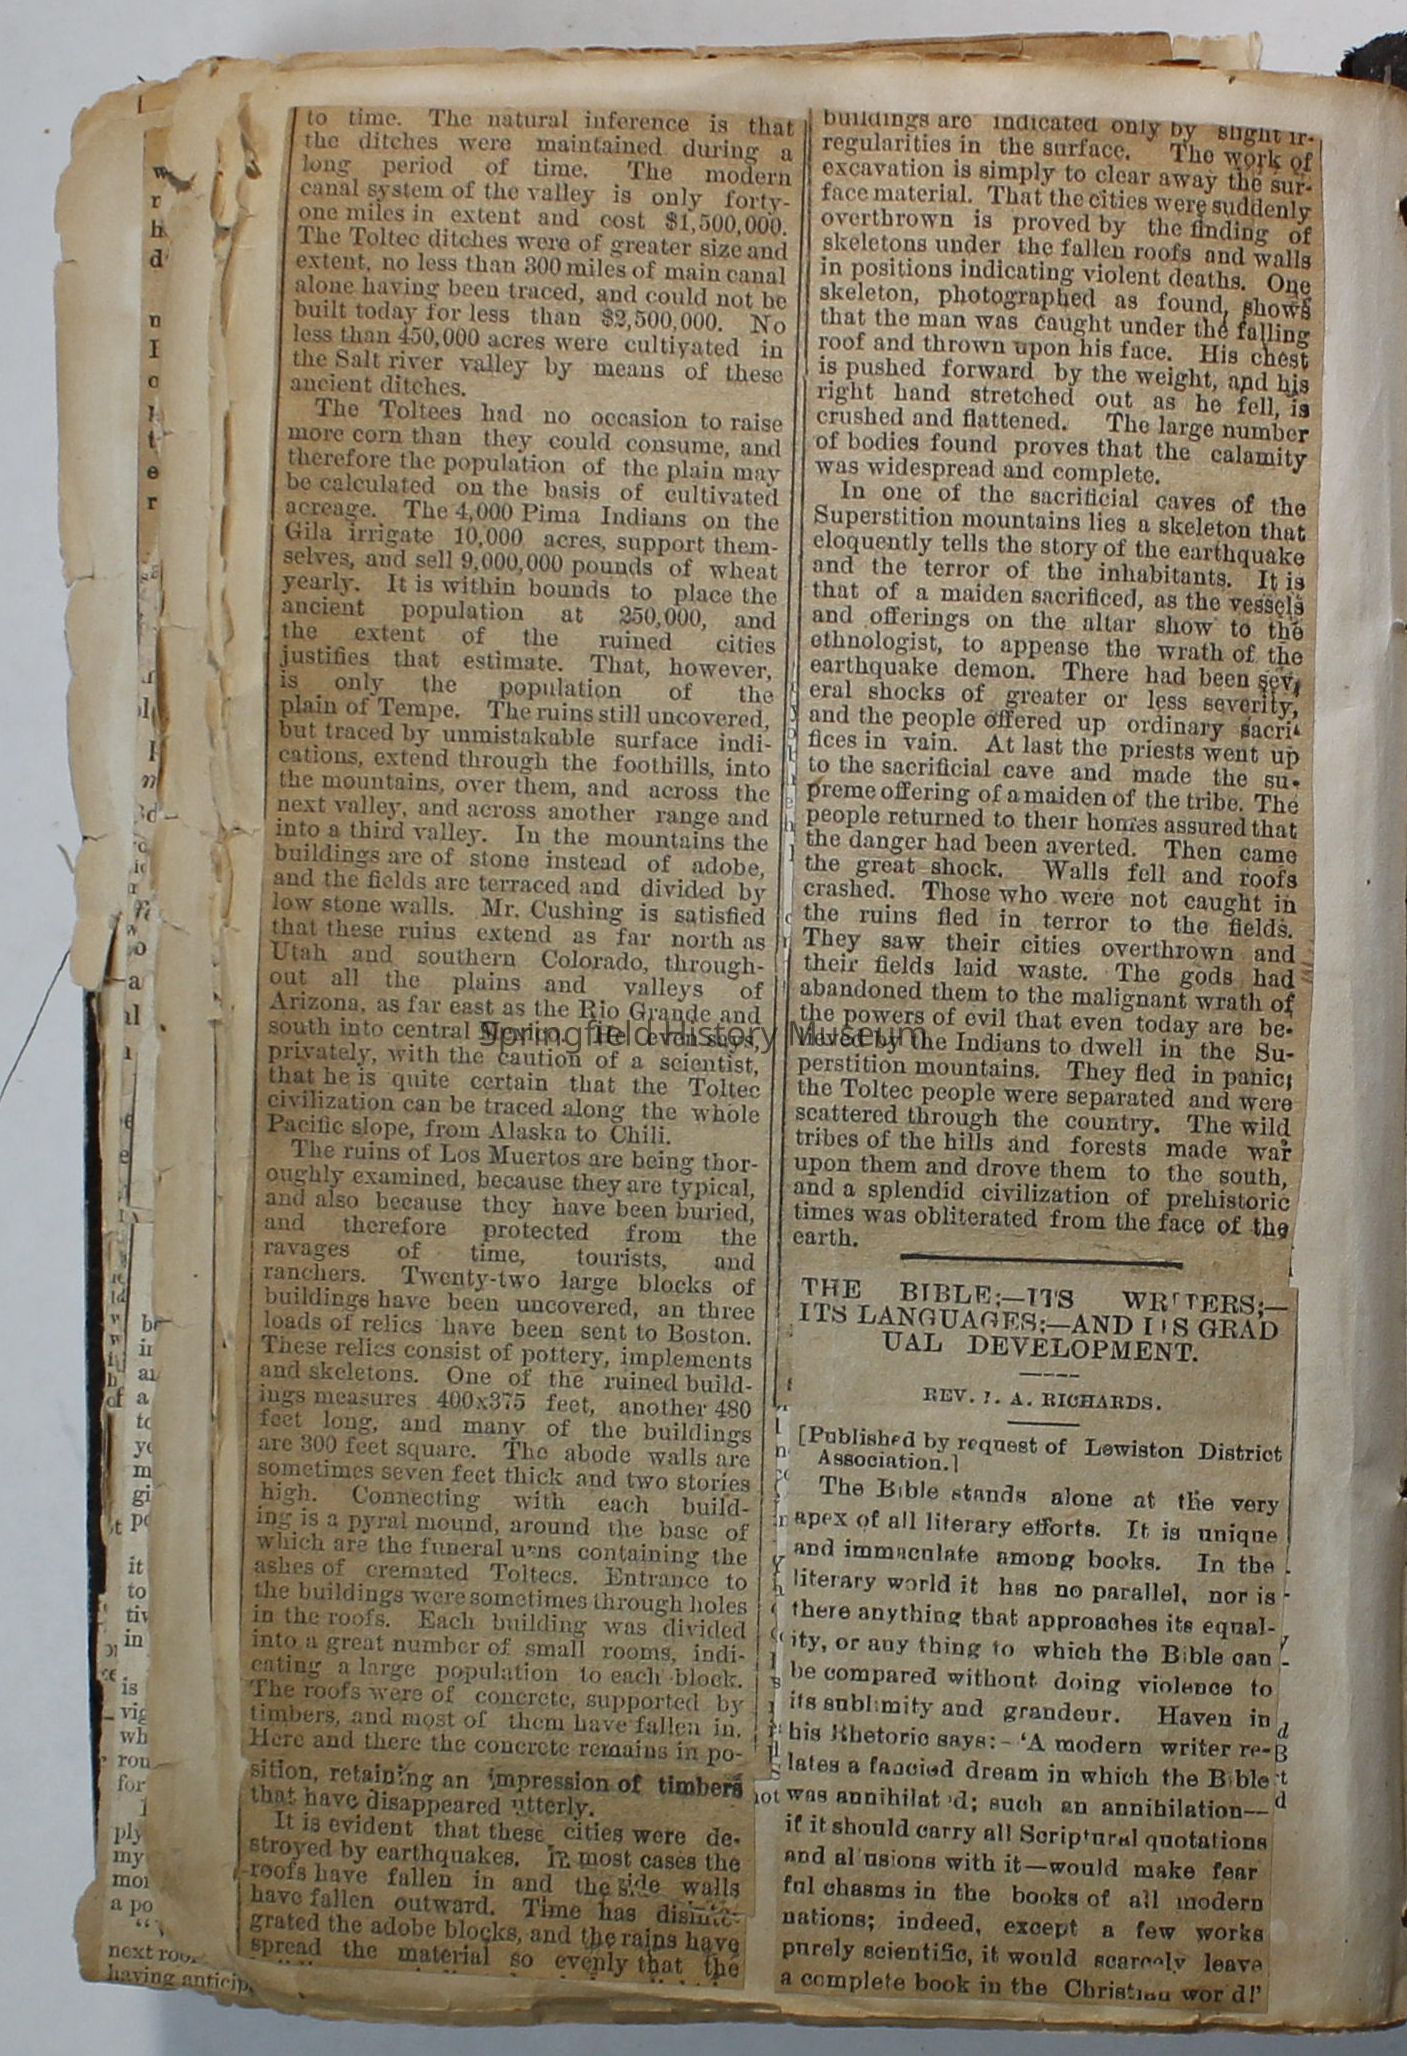 to time. The natural inference is that
the ditches were maintained during a
long period of time. The modern
canal system of the valley is only forty-
one miles in extent and cost $1,500,000.
The Toltec ditches were of greater size and
extent, no less than 300 miles of main canal
alone having been traced, and could not be
built today for less than $2,500,000. No
less than 450,000 acres were cultivated in
the Salt river valley by means of these
ancient ditches.
The Toltecs had no occasion to raise
more corn than they could consume, and
therefore the population of the plain may
be calculated on the basis of cultivated
acreage. The 4,000 Pima Indians on the
Gila irrigate 10,000 acres, support them-
selves, and sell 9,000,000 pounds of wheat
yearly. It is within bounds to place the
ancient population at 250,000, and
the extent of the ruined cities
justifies that estimate. That, however,
is only the population of the
plain of Tempe. The ruins still uncovered,
but traced by unmistakable surface indi-
cations, extend through the foothills, into
the mountains, over them, and across the
next valley, and across another range and
into a third valley. In the mountains the
buildings are of stone instead of adobe,
and the fields are terraced and divided by
low stone walls. Mr. Cushing is satisfied
that these ruins extend as far north as
Utah and southern Colorado, through-
out all the plains and valleys of
Arizona, as far east as the Rio Grande and
south into central He even says,
privately, with the caution of a scientist,
that he is quite certain that the Toltec
civilization can be traced along the whole
Pacific slope, from Alaska to Chili.
The ruins of Los Muertos are being thor-
oughly examined, because they are typical,
and also because they have been buried,
and therefore protected from the
ravages of time, tourists, and
ranchers. Twenty-two large blocks of
buildings have been uncovered, an three
loads of relics have been sent to Boston.
These relics consist of pottery, implements
and skeletons. One of the ruined build-
ings measures 400x375 feet, another 480
feet long, and many of the buildings
are 300 feet square. The abode walls are
sometimes seven feet thick and two stories
high. Connecting with each build-
ing is a pyral mound, around the base of
which are the funeral urns containing the
ashes of cremated Toltecs. Entrance to
the buildings were sometimes through holes
in the roofs. Each building was divided
into a great number of small rooms, indi-
cating a large population to each block.
The roofs were of concrete, supported by
timbers, and most of them have fallen in.
Here and there the concrete remains in po-
sition, retaining an impression of timbers
that have disappeared utterly.
It is evident that these cities were de-
stroyed by earthquakes. In most cases the
roofs have fallen in and the side walls
have fallen outward. Time has disinte-
grated the adobe blocks, and the rains have
spread the material so evenly that the
buildings are indicated only by slight ir-
regularities in the surface. The work of
excavation is simply to clear away the sur-
face material. That the cities were suddenly
overthrown is proved by the finding of
skeletons under the fallen roofs and walls
in positions indicating violent deaths. One
skeleton, photographed as found, shows
that the man was caught under the falling
roof and thrown upon his face. His chest
is pushed forward by the weight, and his
right hand stretched out as he fell, is
crushed and flattened. The large number
of bodies found proves that the calamity
was widespread and complete.
In one of the sacrificial caves of the
Superstition mountains lies a skeleton that
eloquently tells the story of the earthquake
and the terror of the inhabitants. It is
that of a maiden sacrificed, as the vessels
and offerings on the altar show to the
ethnologist, to appease the wrath of the
earthquake demon. There had been sev-
eral shocks of greater or less severity,
and the people offered up ordinary sacri-
fices in vain. At last the priests went up
to the sacrificial cave and made the su-
preme offering of a maiden of the tribe. The
people returned to their homes assured that
the danger had been averted. Then came
the great shock. Walls fell and roofs
crashed. Those who were not caught in
the ruins fled in terror to the fields.
They saw their cities overthrown and
their fields laid waste. The gods had
abandoned them to the malignant wrath of
the powers of evil that even today are be-
lieved by the Indians to dwell in the Su-
perstition mountains. They fled in panic;
the Toltec people were separated and were
scattered through the country. The wild
tribes of the hills and forests made war
upon them and drove them to the south,
and a splendid civilization of prehistoric
times was obliterated from the face of the
earth.
THE BIBLE;—ITS WRITERS;—
ITS LANGUAGES;—AND ITS GRAD
UAL DEVELOPMENT.
REV. I. A. RICHARDS.
[Published by request of Lewiston District
Association.]
The Bible stands alone at the very
apex of all literary efforts. It is unique
and immaculate among books. In the
literary world it has no parallel, nor is
there anything that approaches its equal-
ity, or any thing to which the Bible can
be compared without doing violence to
its sublimity and grandeur. Haven in
his Rhetoric says:- 'A modern writer re-
lates a fancied dream in which the Bible
was annihilat d; such an annihilation—
if it should carry all Scriptural quotations
and al usions with it—would make fear
ful chasms in the books of all modern
nations; indeed, except a few works
purely scientific, it would scarcely leave
a complete book in the Christian wor d!'
Springfield History Museum